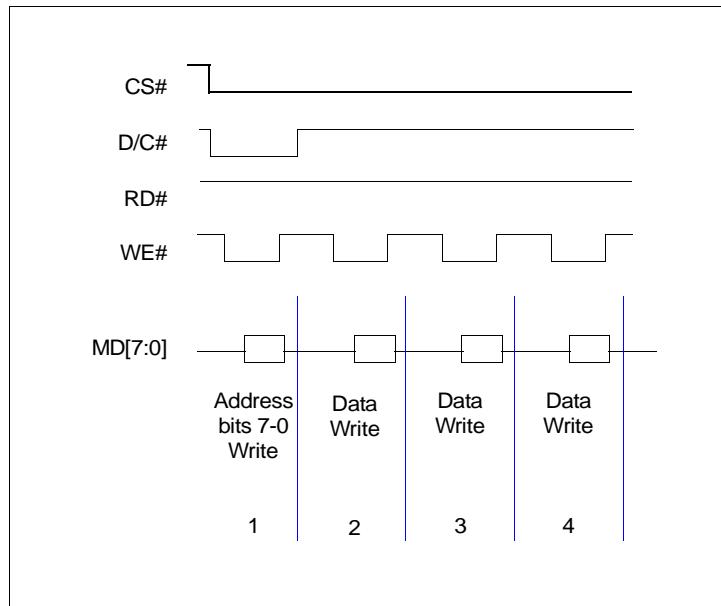 CS#
D/C#
RD#
WE#
MD[7:0]
Address
bits 7-0
Write
Data
Write
Data
Write
Data
Write
1
2
3
4